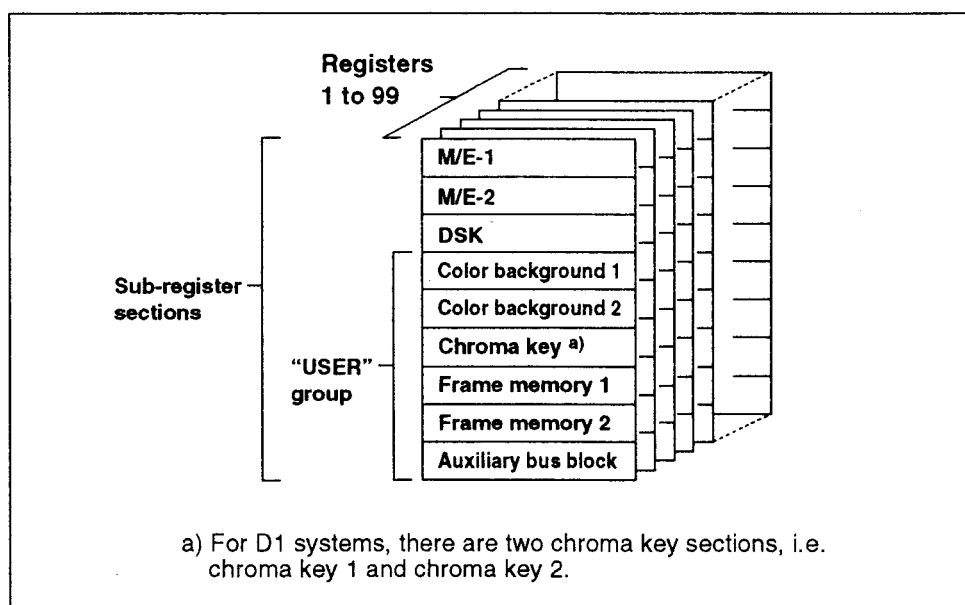 Registers
1 to 99
M/E-1
M/E-2
DSK
Color background 1
Color background 2
Chroma key a)
Frame memory 1
Frame memory 2
Auxiliary bus block
Sub-register
sections
“USER”
group
a) For D1 systems, there are two chroma key sections, i.e.
chroma key 1 and chroma key 2.